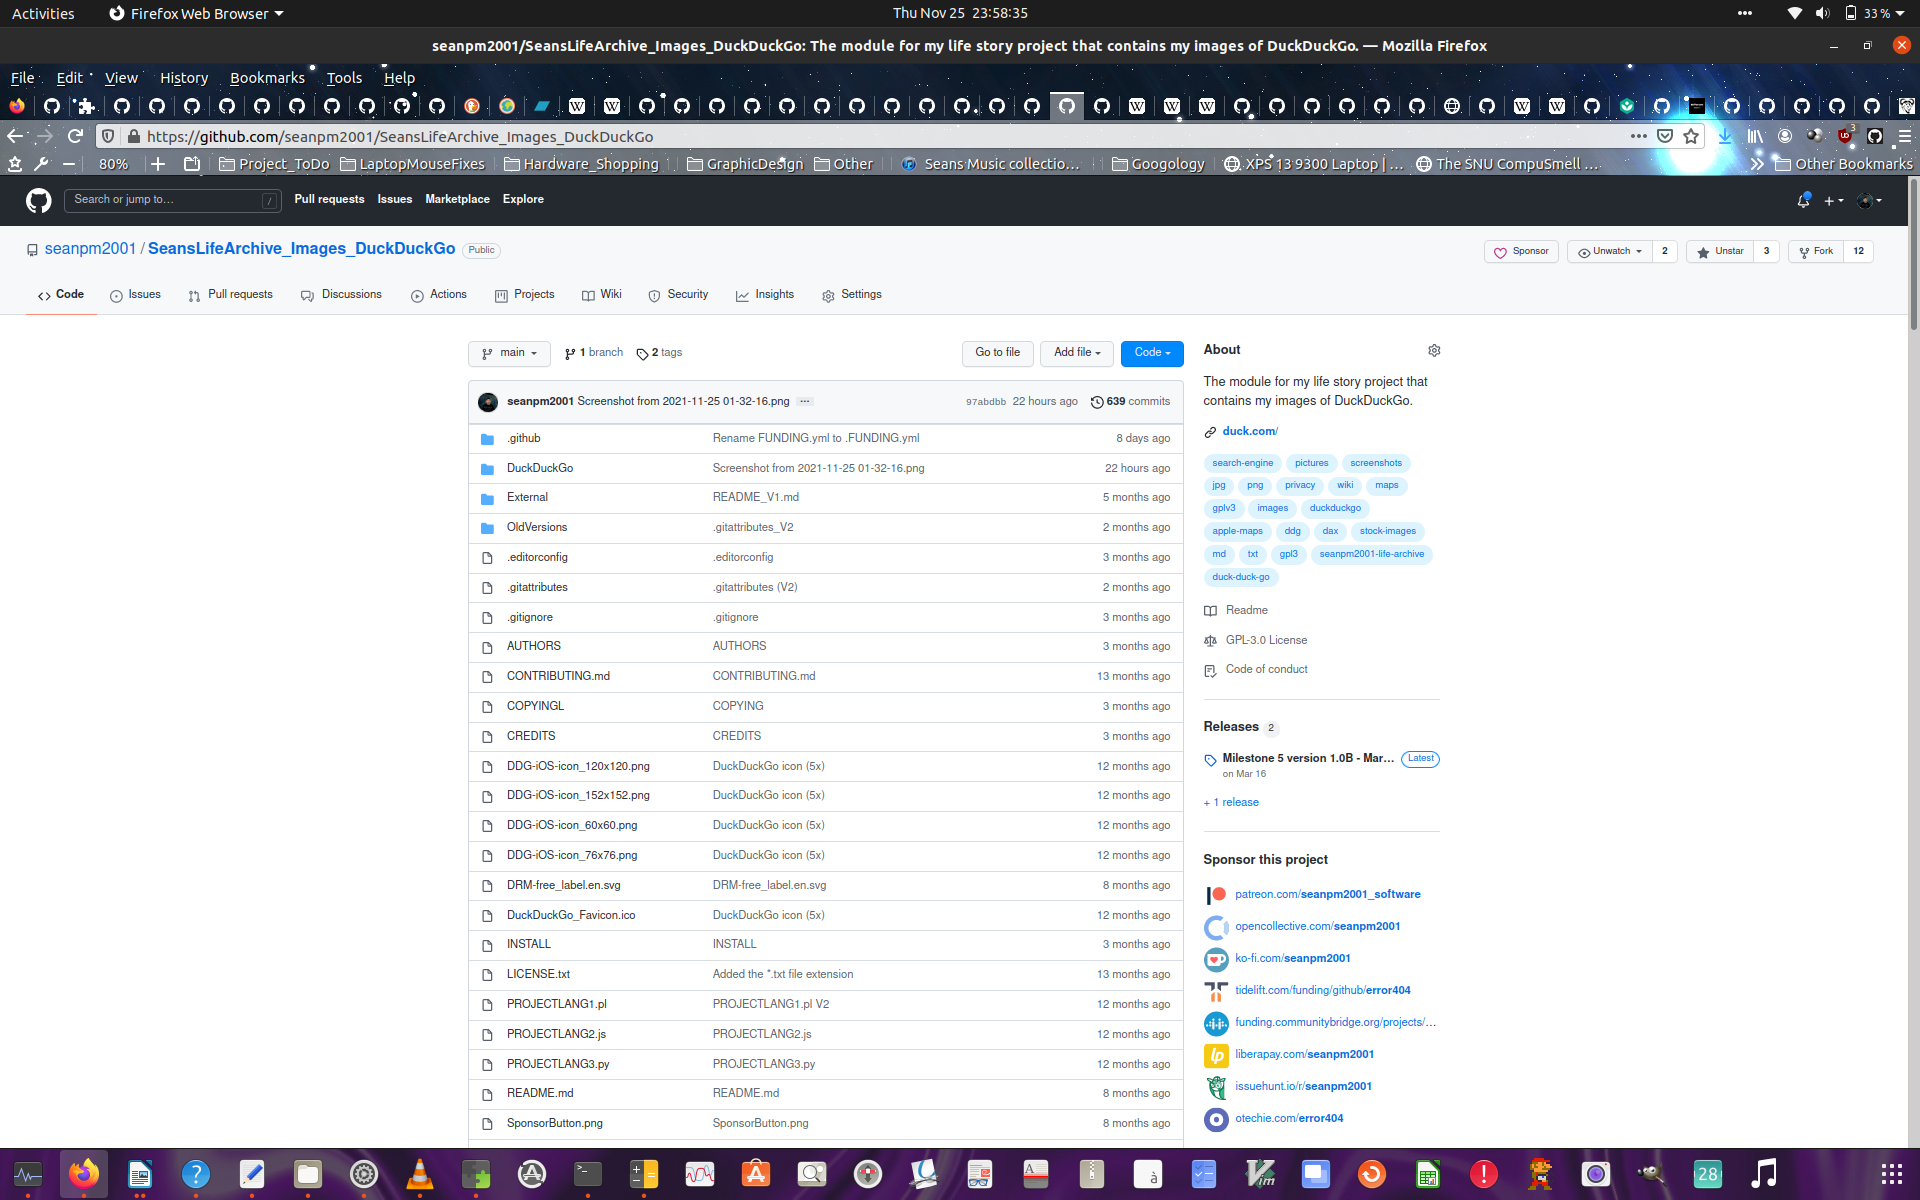 Activities
Firefox Web Browser
Thu Nov 25 23:58:35
33 %
seanpm2001/SeansLifeArchive_Images_DuckDuckGo: The module for my life story project that contains my images of DuckDuckGo. — Mozilla Firefox
File Edit View History Bookmarks Tools Help
https://github.com/seanpm2001/SeansLifeArchive_Images_DuckDuckGo
3
80%
Project_ToDo
LaptopMouseFixes
Hardware_Shopping
GraphicDesign
Other
Seans Music collectio...
Googology
XPS 13 9300 Laptop | ...
The SNU CompuSmell ...
Other Bookmarks
Search or jump to...
/
Pull requests Issues Marketplace Explore
seanpm2001 / SeansLifeArchive_Images_DuckDuckGo
Public
Sponsor
Unwatch 2
Unstar 3
Fork 12
Code Issues Pull requests Discussions Actions Projects Wiki Security Insights Settings
main
1 branch
2 tags
Go to file
Add file
Code
seanpm2001 Screenshot from 2021-11-25 01-32-16.png ...
97abdbb 22 hours ago 639 commits
.github Rename FUNDING.yml to .FUNDING.yml 8 days ago
DuckDuckGo Screenshot from 2021-11-25 01-32-16.png 22 hours ago
External README_V1.md 5 months ago
OldVersions .gitattributes_V2 2 months ago
.editorconfig .editorconfig 3 months ago
.gitattributes .gitattributes (V2) 2 months ago
.gitignore .gitignore 3 months ago
AUTHORS AUTHORS 3 months ago
CONTRIBUTING.md CONTRIBUTING.md 13 months ago
COPYINGL COPYING 3 months ago
CREDITS CREDITS 3 months ago
DDG-iOS-icon_120x120.png DuckDuckGo icon (5x) 12 months ago
DDG-iOS-icon_152x152.png DuckDuckGo icon (5x) 12 months ago
DDG-iOS-icon_60x60.png DuckDuckGo icon (5x) 12 months ago
DDG-iOS-icon_76x76.png DuckDuckGo icon (5x) 12 months ago
DRM-free_label.en.svg DRM-free_label.en.svg 8 months ago
DuckDuckGo_Favicon.ico DuckDuckGo icon (5x) 12 months ago
INSTALL INSTALL 3 months ago
LICENSE.txt Added the *.txt file extension 13 months ago
PROJECTLANG1.pl PROJECTLANG1.pl V2 12 months ago
PROJECTLANG2.js PROJECTLANG2.js 12 months ago
PROJECTLANG3.py PROJECTLANG3.py 12 months ago
README.md README.md 8 months ago
SponsorButton.png SponsorButton.png 8 months ago
About
The module for my life story project that
contains my images of DuckDuckGo.
duck.com/
search-engine pictures screenshots
jpg png privacy wiki maps
gplv3 images duckduckgo
apple-maps ddg dax stock-images
md txt gpl3 seanpm2001-life-archive
duck-duck-go
Readme
GPL-3.0 License
Code of conduct
Releases 2
Milestone 5 version 1.0B - Mar... Latest
on Mar 16
+ 1 release
Sponsor this project
patreon.com/seanpm2001_software
opencollective.com/seanpm2001
ko-fi.com/seanpm2001
tidelift.com/funding/github/error404
funding.communitybridge.org/projects/...
liberapay.com/seanpm2001
issuehunt.io/r/seanpm2001
otechie.com/error404
28